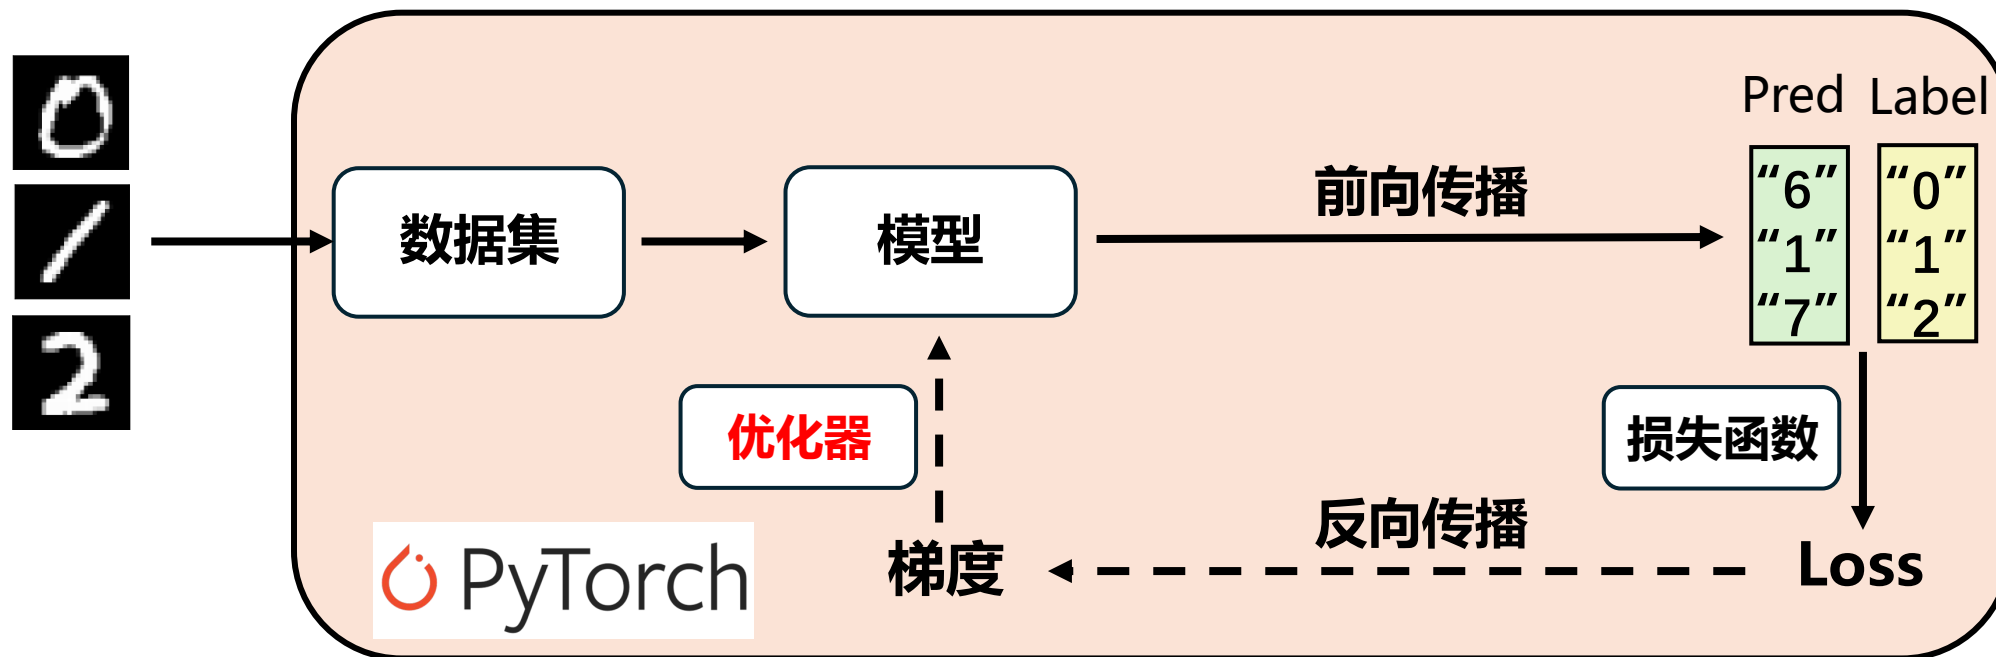 Pred Label
前向传播
数据集
模型
“6” “0”
“1” “1”
“7” “2”
优化器
损失函数
反向传播
梯度
Loss
PyTorch
0
1
2